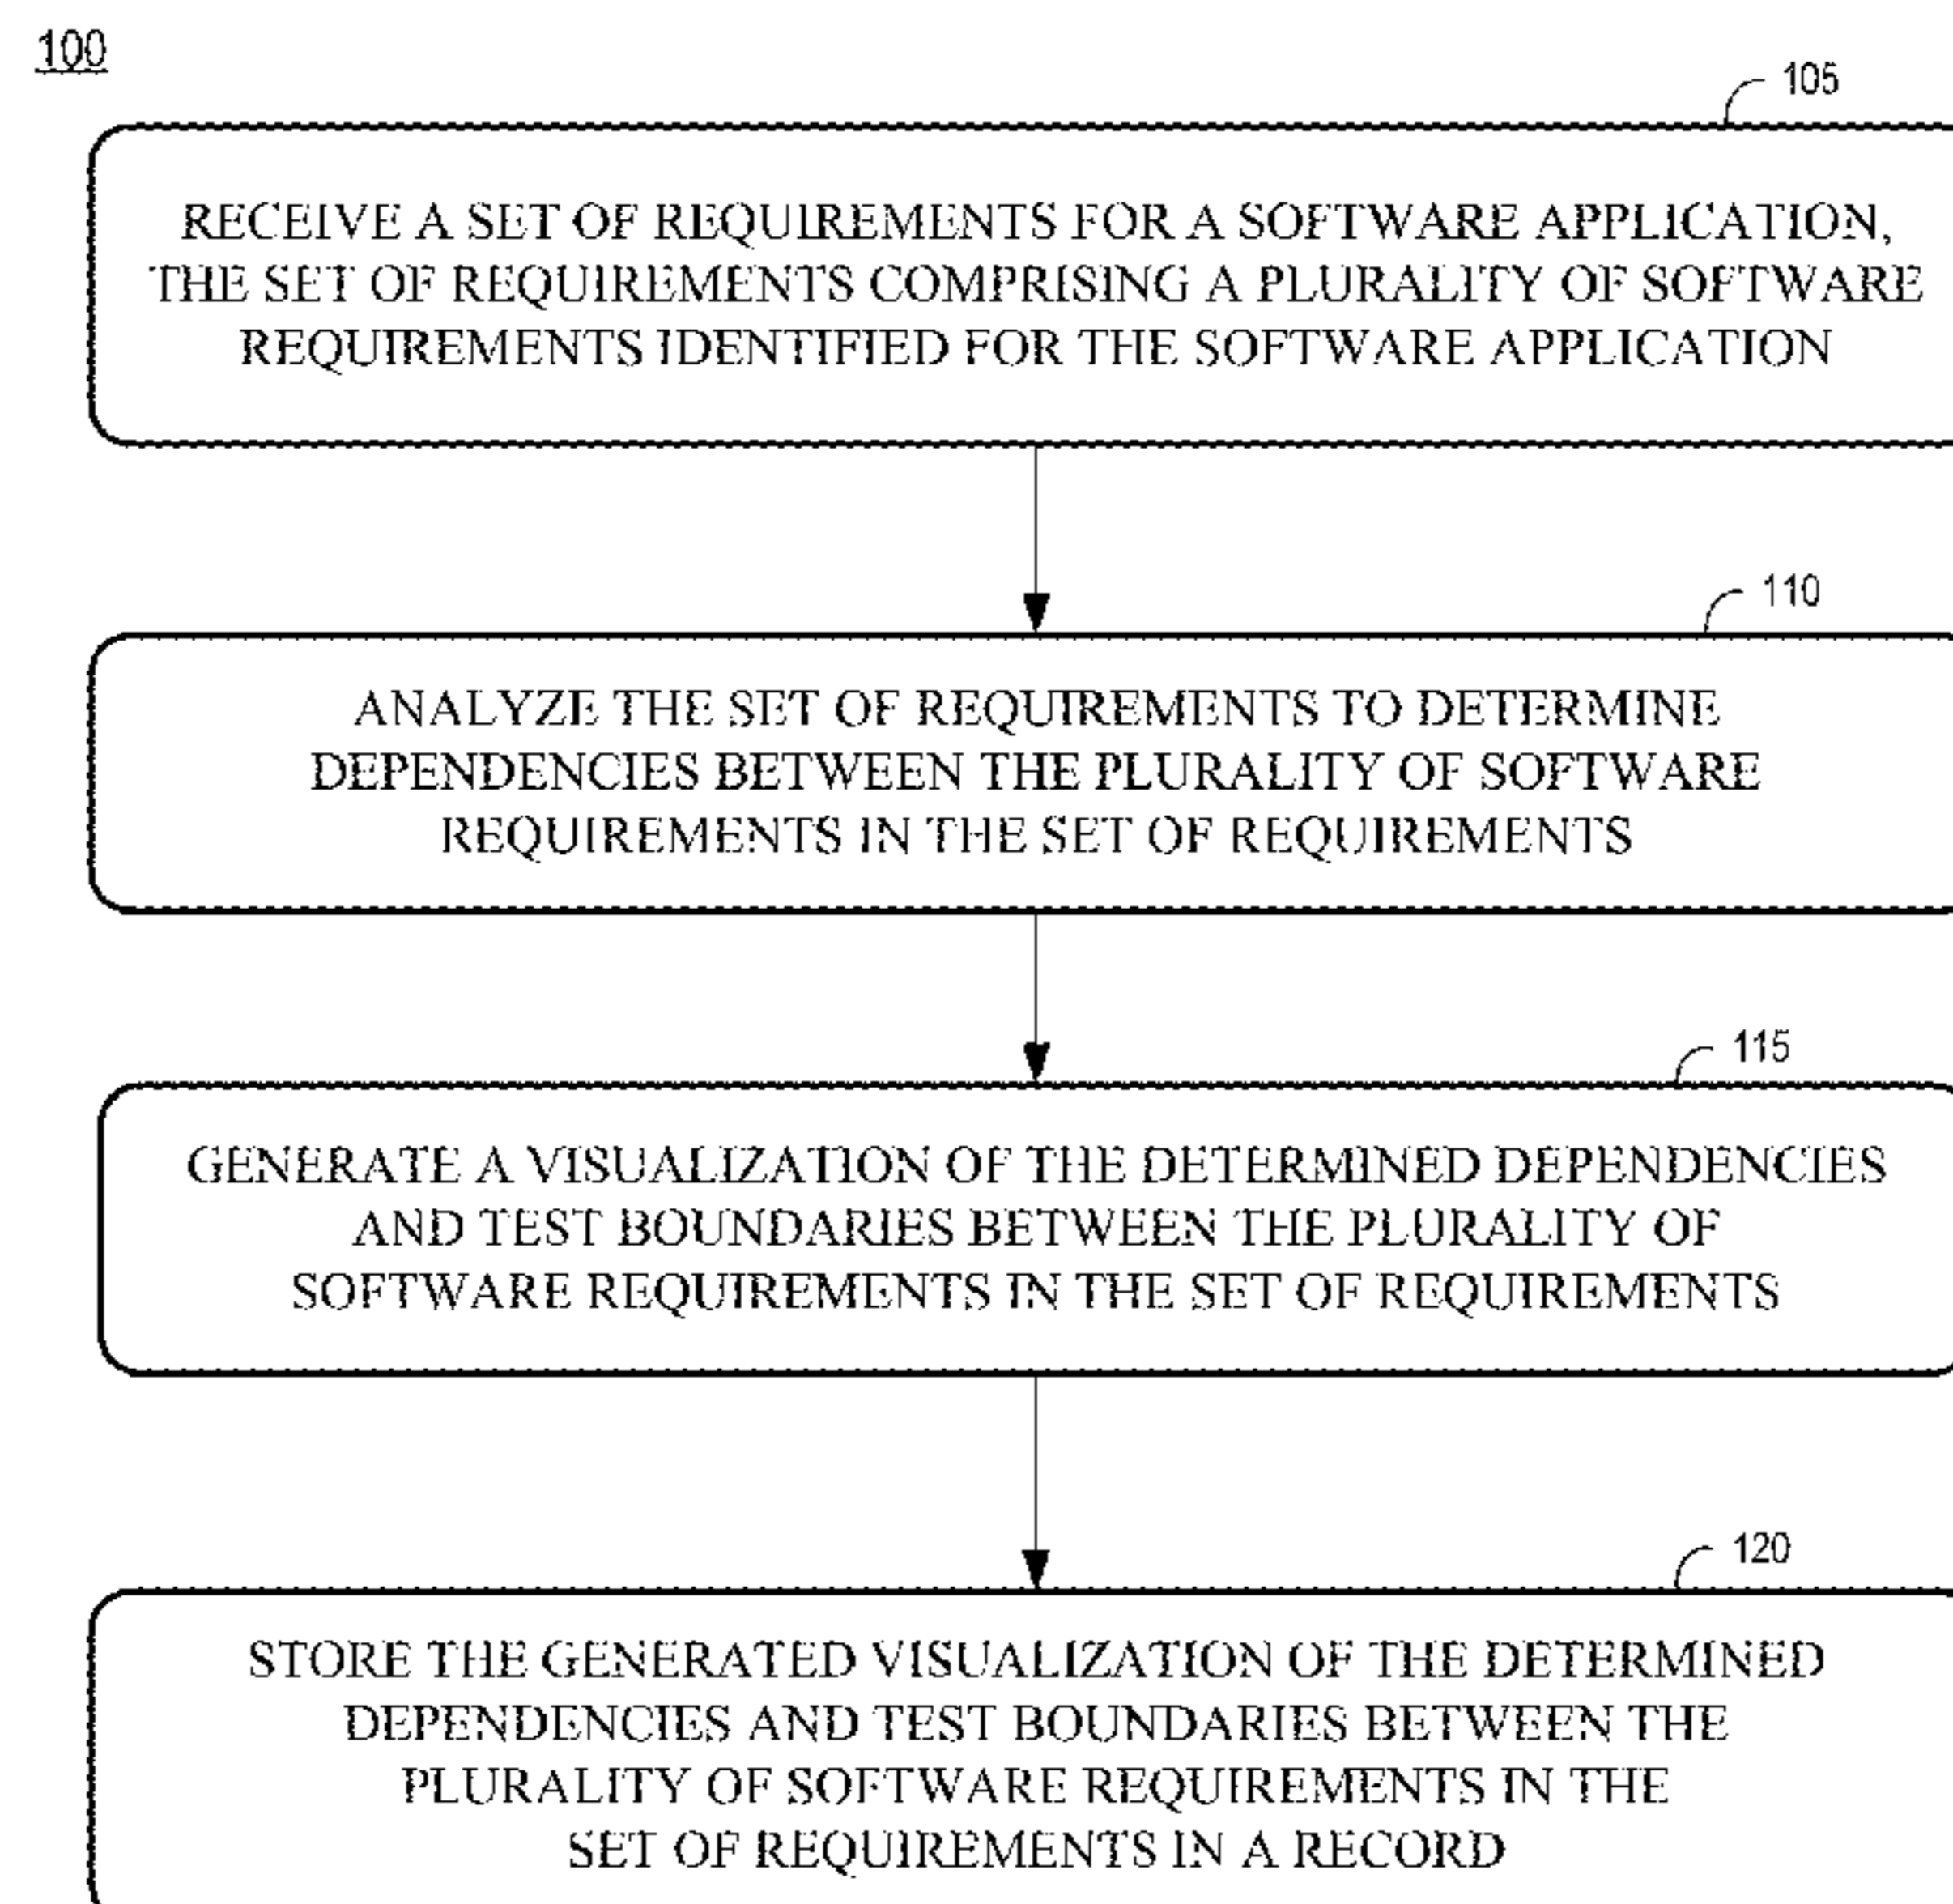 100
105
RECEIVE A SET OF REQUIREMENTS FOR A SOFTWARE APPLICATION,
THE SET OF REQUIREMENTS COMPRISING A PLURALITY OF SOFTWARE
REQUIREMENTS IDENTIFIED FOR THE SOFTWARE APPLICATION
110
ANALYZE THE SET OF REQUIREMENTS TO DETERMINE
DEPENDENCIES BETWEEN THE PLURALITY OF SOFTWARE
REQUIREMENTS IN THE SET OF REQUIREMENTS
115
GENERATE A VISUALIZATION OF THE DETERMINED DEPENDENCIES
AND TEST BOUNDARIES BETWEEN THE PLURALITY OF
SOFTWARE REQUIREMENTS IN THE SET OF REQUIREMENTS
120
STORE THE GENERATED VISUALIZATION OF THE DETERMINED
DEPENDENCIES AND TEST BOUNDARIES BETWEEN THE
PLURALITY OF SOFTWARE REQUIREMENTS IN THE
SET OF REQUIREMENTS IN A RECORD